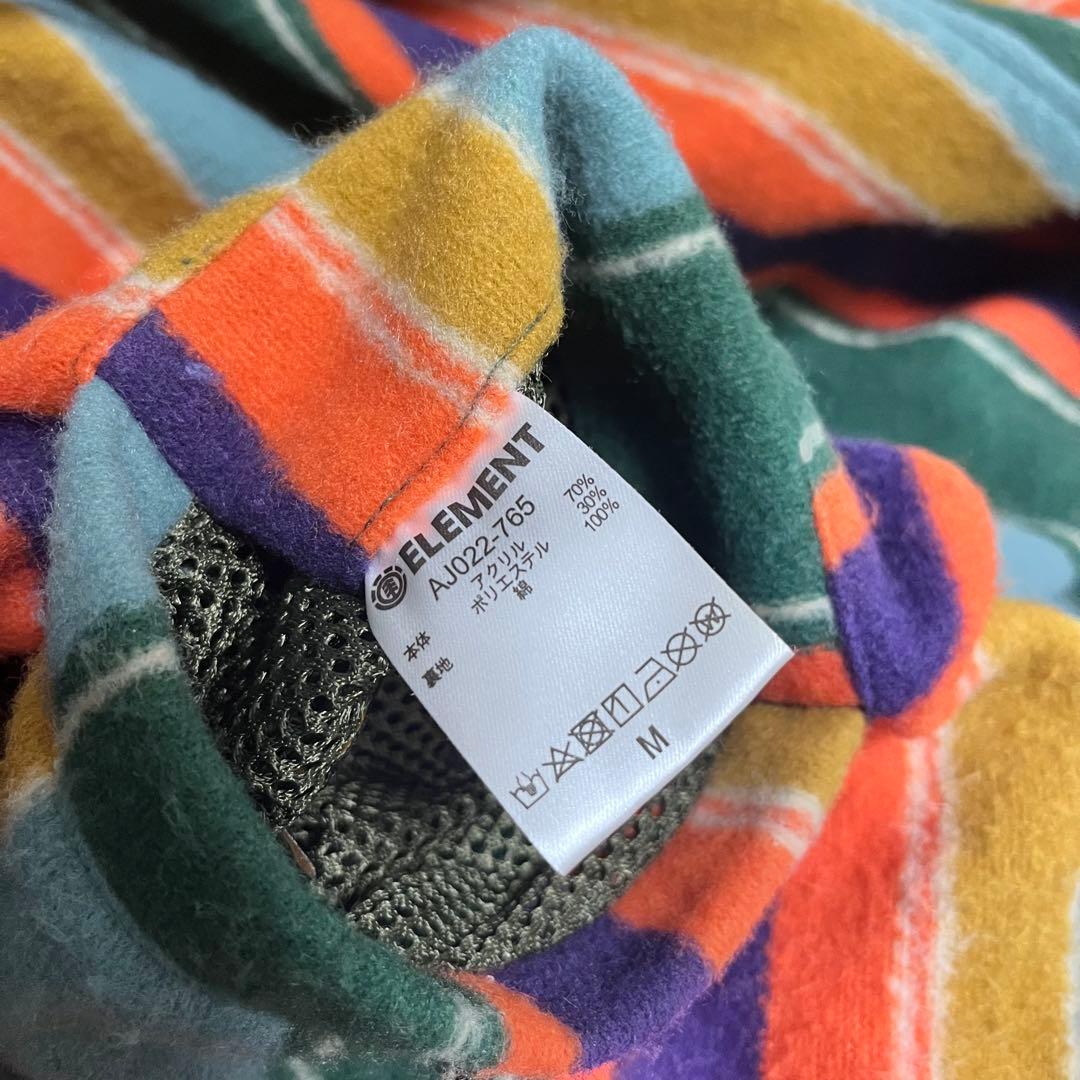 ELEMENT
AJ022-765
本体 アクリル 70%
ポリエステル 30%
裏地 綿 100%
M